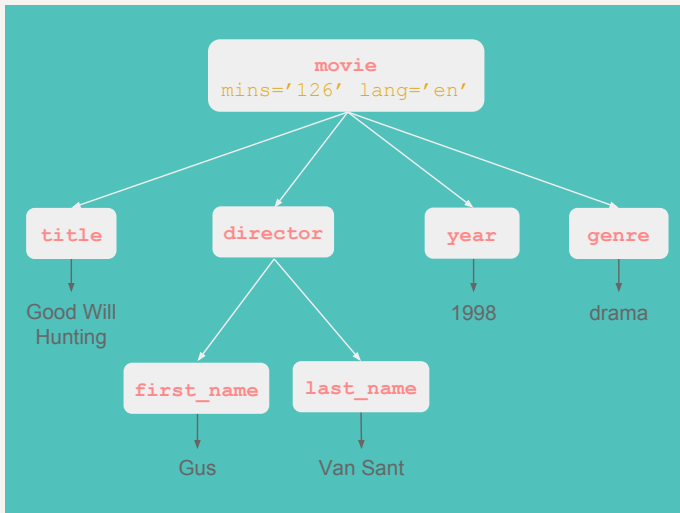 movie
mins=’126’ lang=’en’
title
director
year
genre
Good Will
Hunting
1998
drama
first_name
last_name
Gus
Van Sant